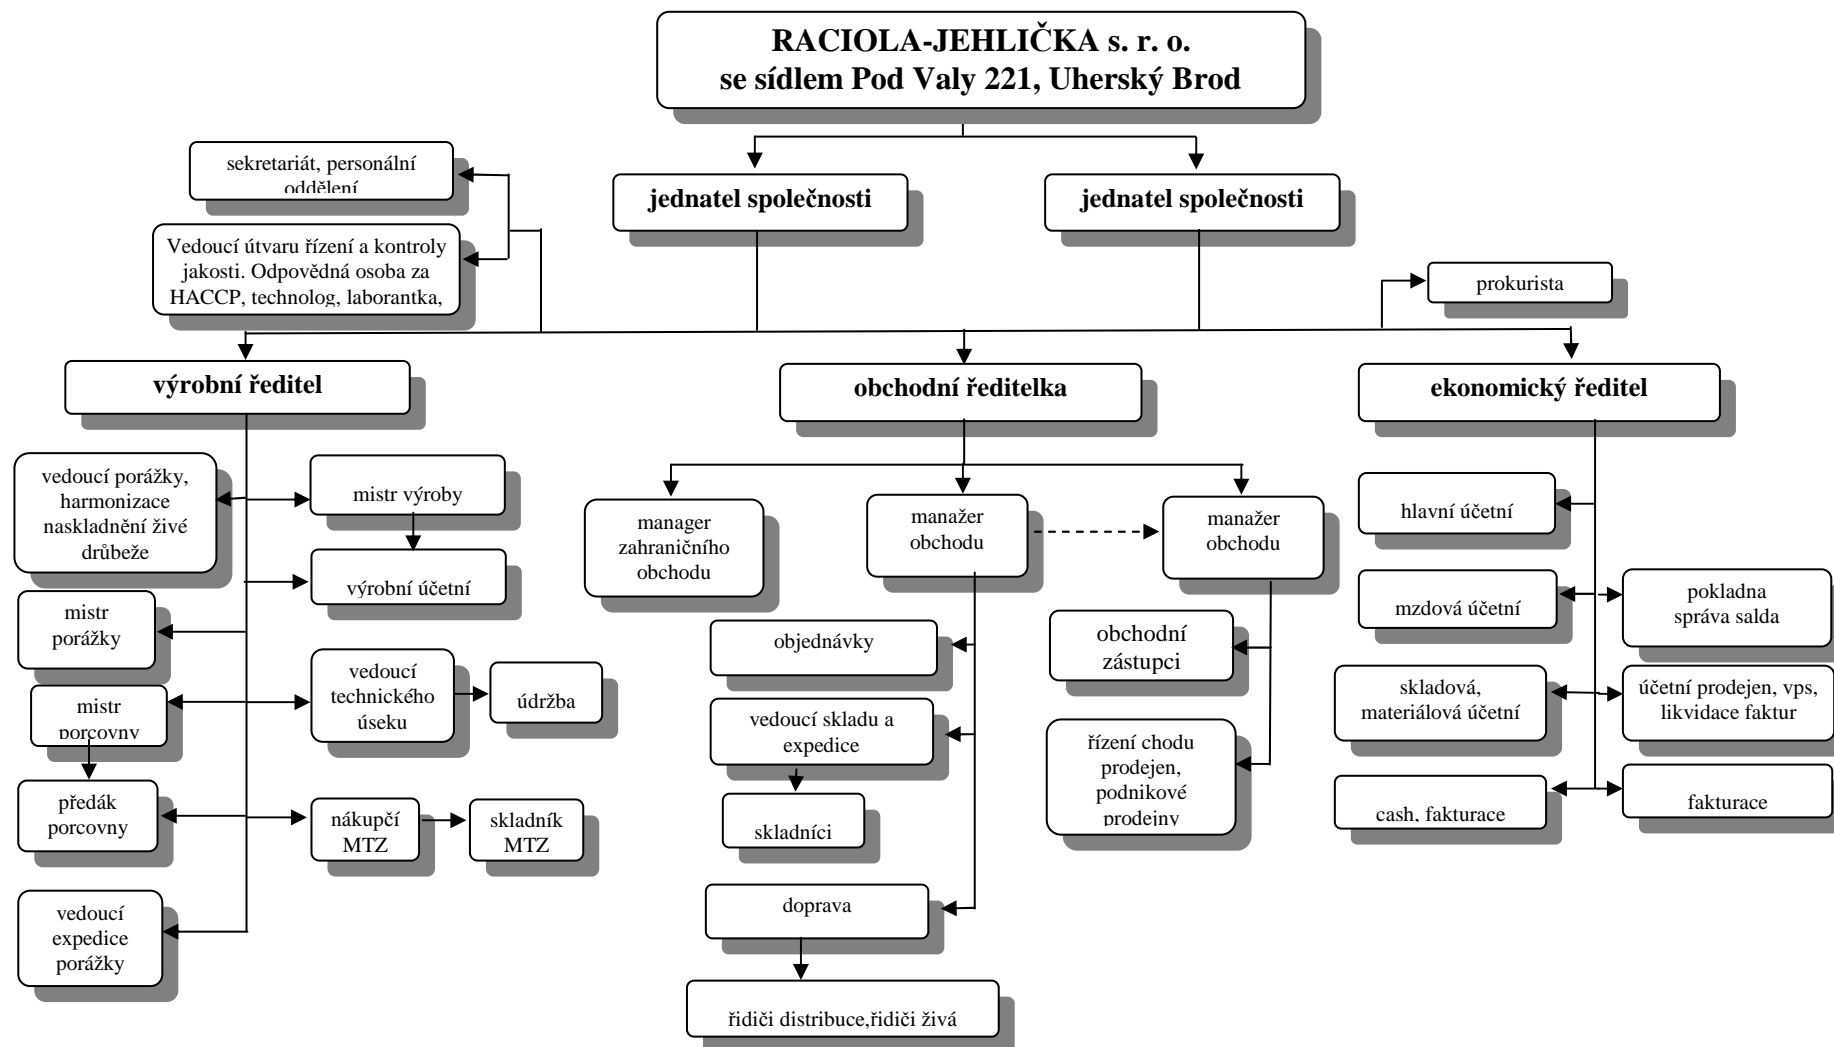 RACIOLA-JEHLIČKA s. r. o.
se sídlem Pod Valy 221, Uherský Brod
sekretariát, personální
oddělení
jednatel společnosti
jednatel společnosti
Vedoucí útvaru řízení a kontroly
jakosti. Odpovědná osoba za
HACCP, technolog, laborantka,
prokurista
výrobní ředitel
obchodní ředitelka
ekonomický ředitel
vedoucí porážky,
harmonizace
naskladnění živé
drůbeže
mistr výroby
výrobní účetní
mistr
porážky
vedoucí
technického
úseku
údržba
mistr
porcovny
předák
porcovny
nákupčí
MTZ
skladník
MTZ
vedoucí
expedice
porážky
manager
zahraničního
obchodu
manažer
obchodu
manažer
obchodu
objednávky
vedoucí skladu a
expedice
skladníci
doprava
řidiči distribuce,řidiči živá
obchodní
zástupci
řízení chodu
prodejen,
podnikové
prodejny
hlavní účetní
mzdová účetní
pokladna
správa salda
skladová,
materiálová účetní
účetní prodejen, vps,
likvidace faktur
cash, fakturace
fakturace